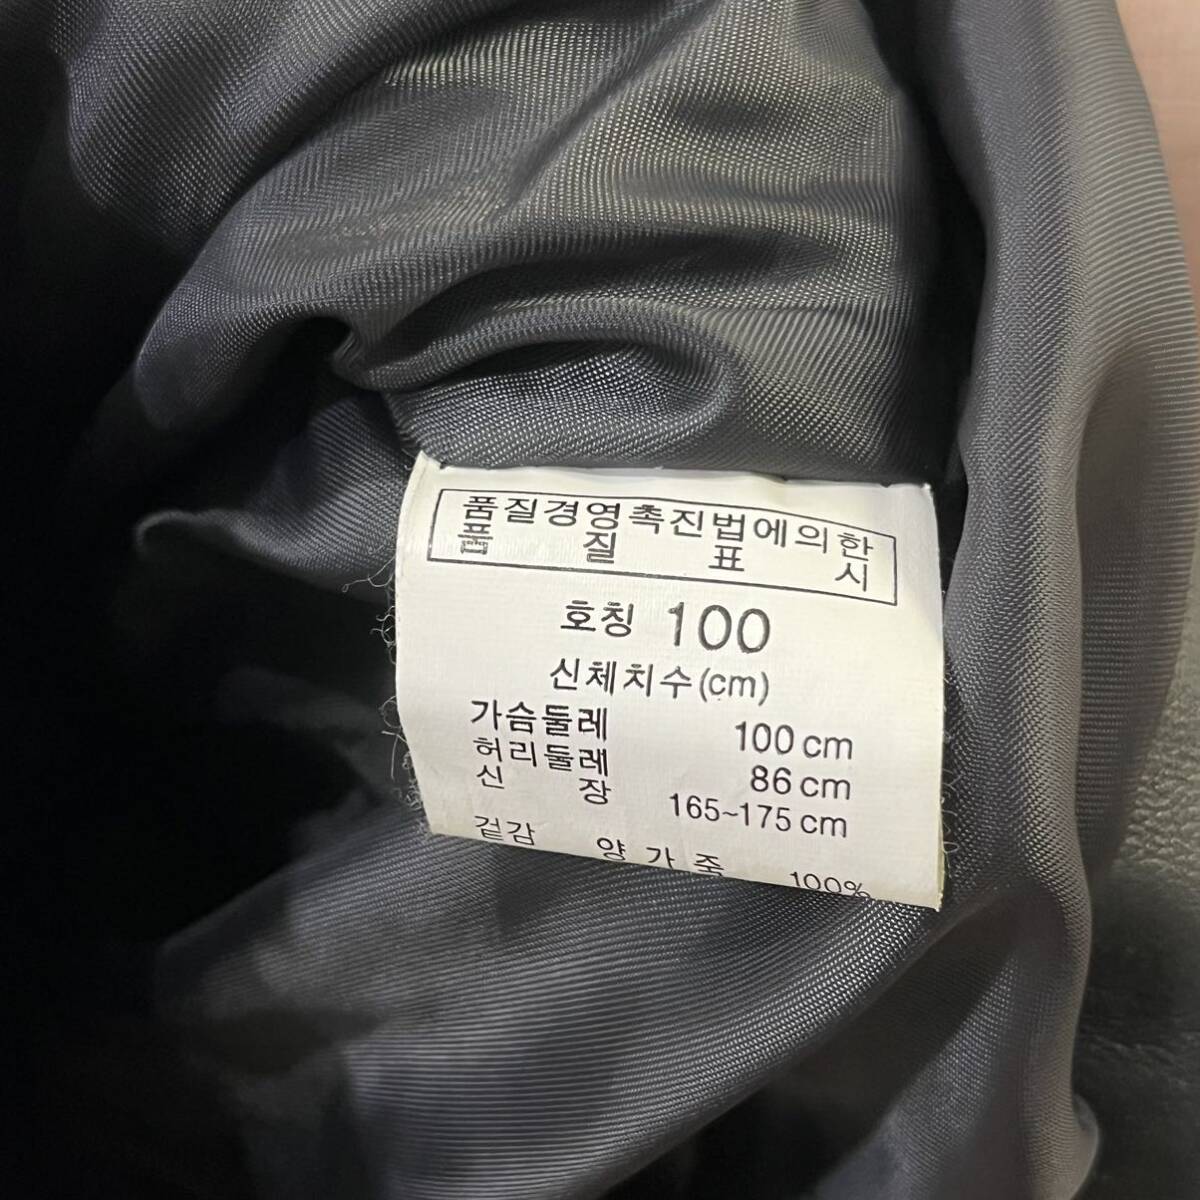 품질경영촉진법에의한
품 질 표 시
호칭 100
신체치수(cm)
가슴둘레 100cm
허리둘레 86cm
신 장 165~175cm
겉감 양가죽 100%